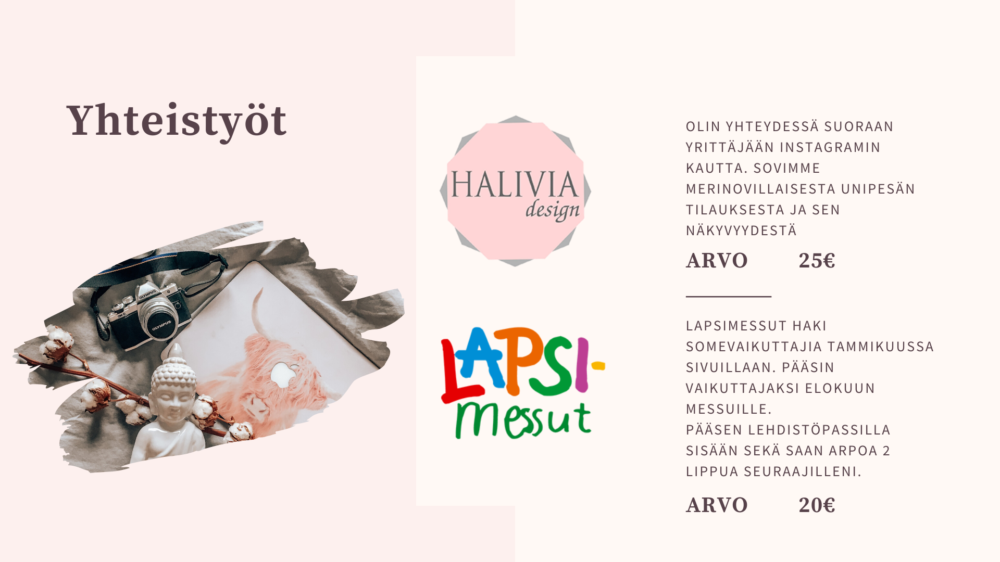 Yhteistyöt
HALIVIA
design
OLIN YHTEYDESSÄ SUORAAN
YRITTÄJÄÄN INSTAGRAMIN
KAUTTA. SOVIMME
MERINOVILLAISESTA UNIPESÄN
TILAUKSESTA JA SEN
NÄKYVYYDESTÄ
ARVO 25€
OLYMPUS
OM-D
OLYMPUS
LAPSI-
messut
LAPSIMESSUT HAKI
SOMEVAIKUTTAJIA TAMMIKUUSSA
SIVUILLAAN. PÄÄSIN
VAIKUTTAJAKSI ELOKUUN
MESSUILLE.
PÄÄSEN LEHDISTÖPASSILLA
SISÄÄN SEKÄ SAAN ARPOA 2
LIPPUA SEURAAJILLENI.
ARVO 20€